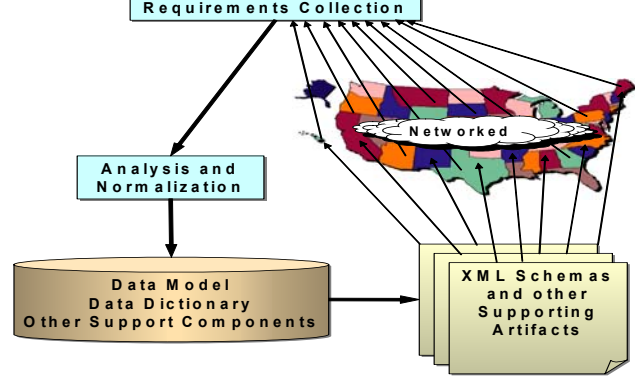 Requirements Collection
Networked
Analysis and
Normalization
Data Model
Data Dictionary
Other Support Components
XML Schemas
and other
Supporting
Artifacts